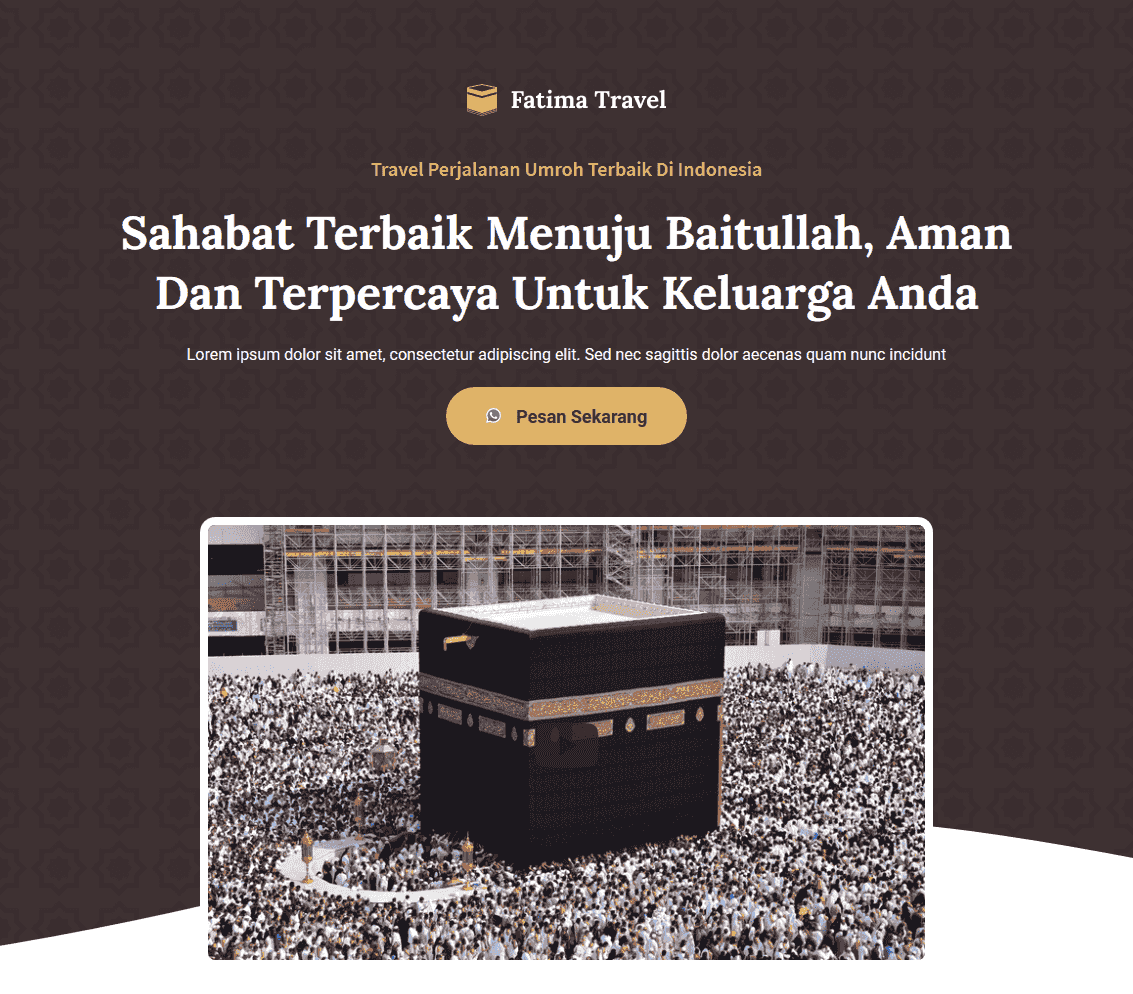 Fatima Travel
Travel Perjalanan Umroh Terbaik Di Indonesia
Sahabat Terbaik Menuju Baitullah, Aman
Dan Terpercaya Untuk Keluarga Anda
Lorem ipsum dolor sit amet, consectetur adipiscing elit. Sed nec sagittis dolor aecenas quam nunc incidunt
Pesan Sekarang